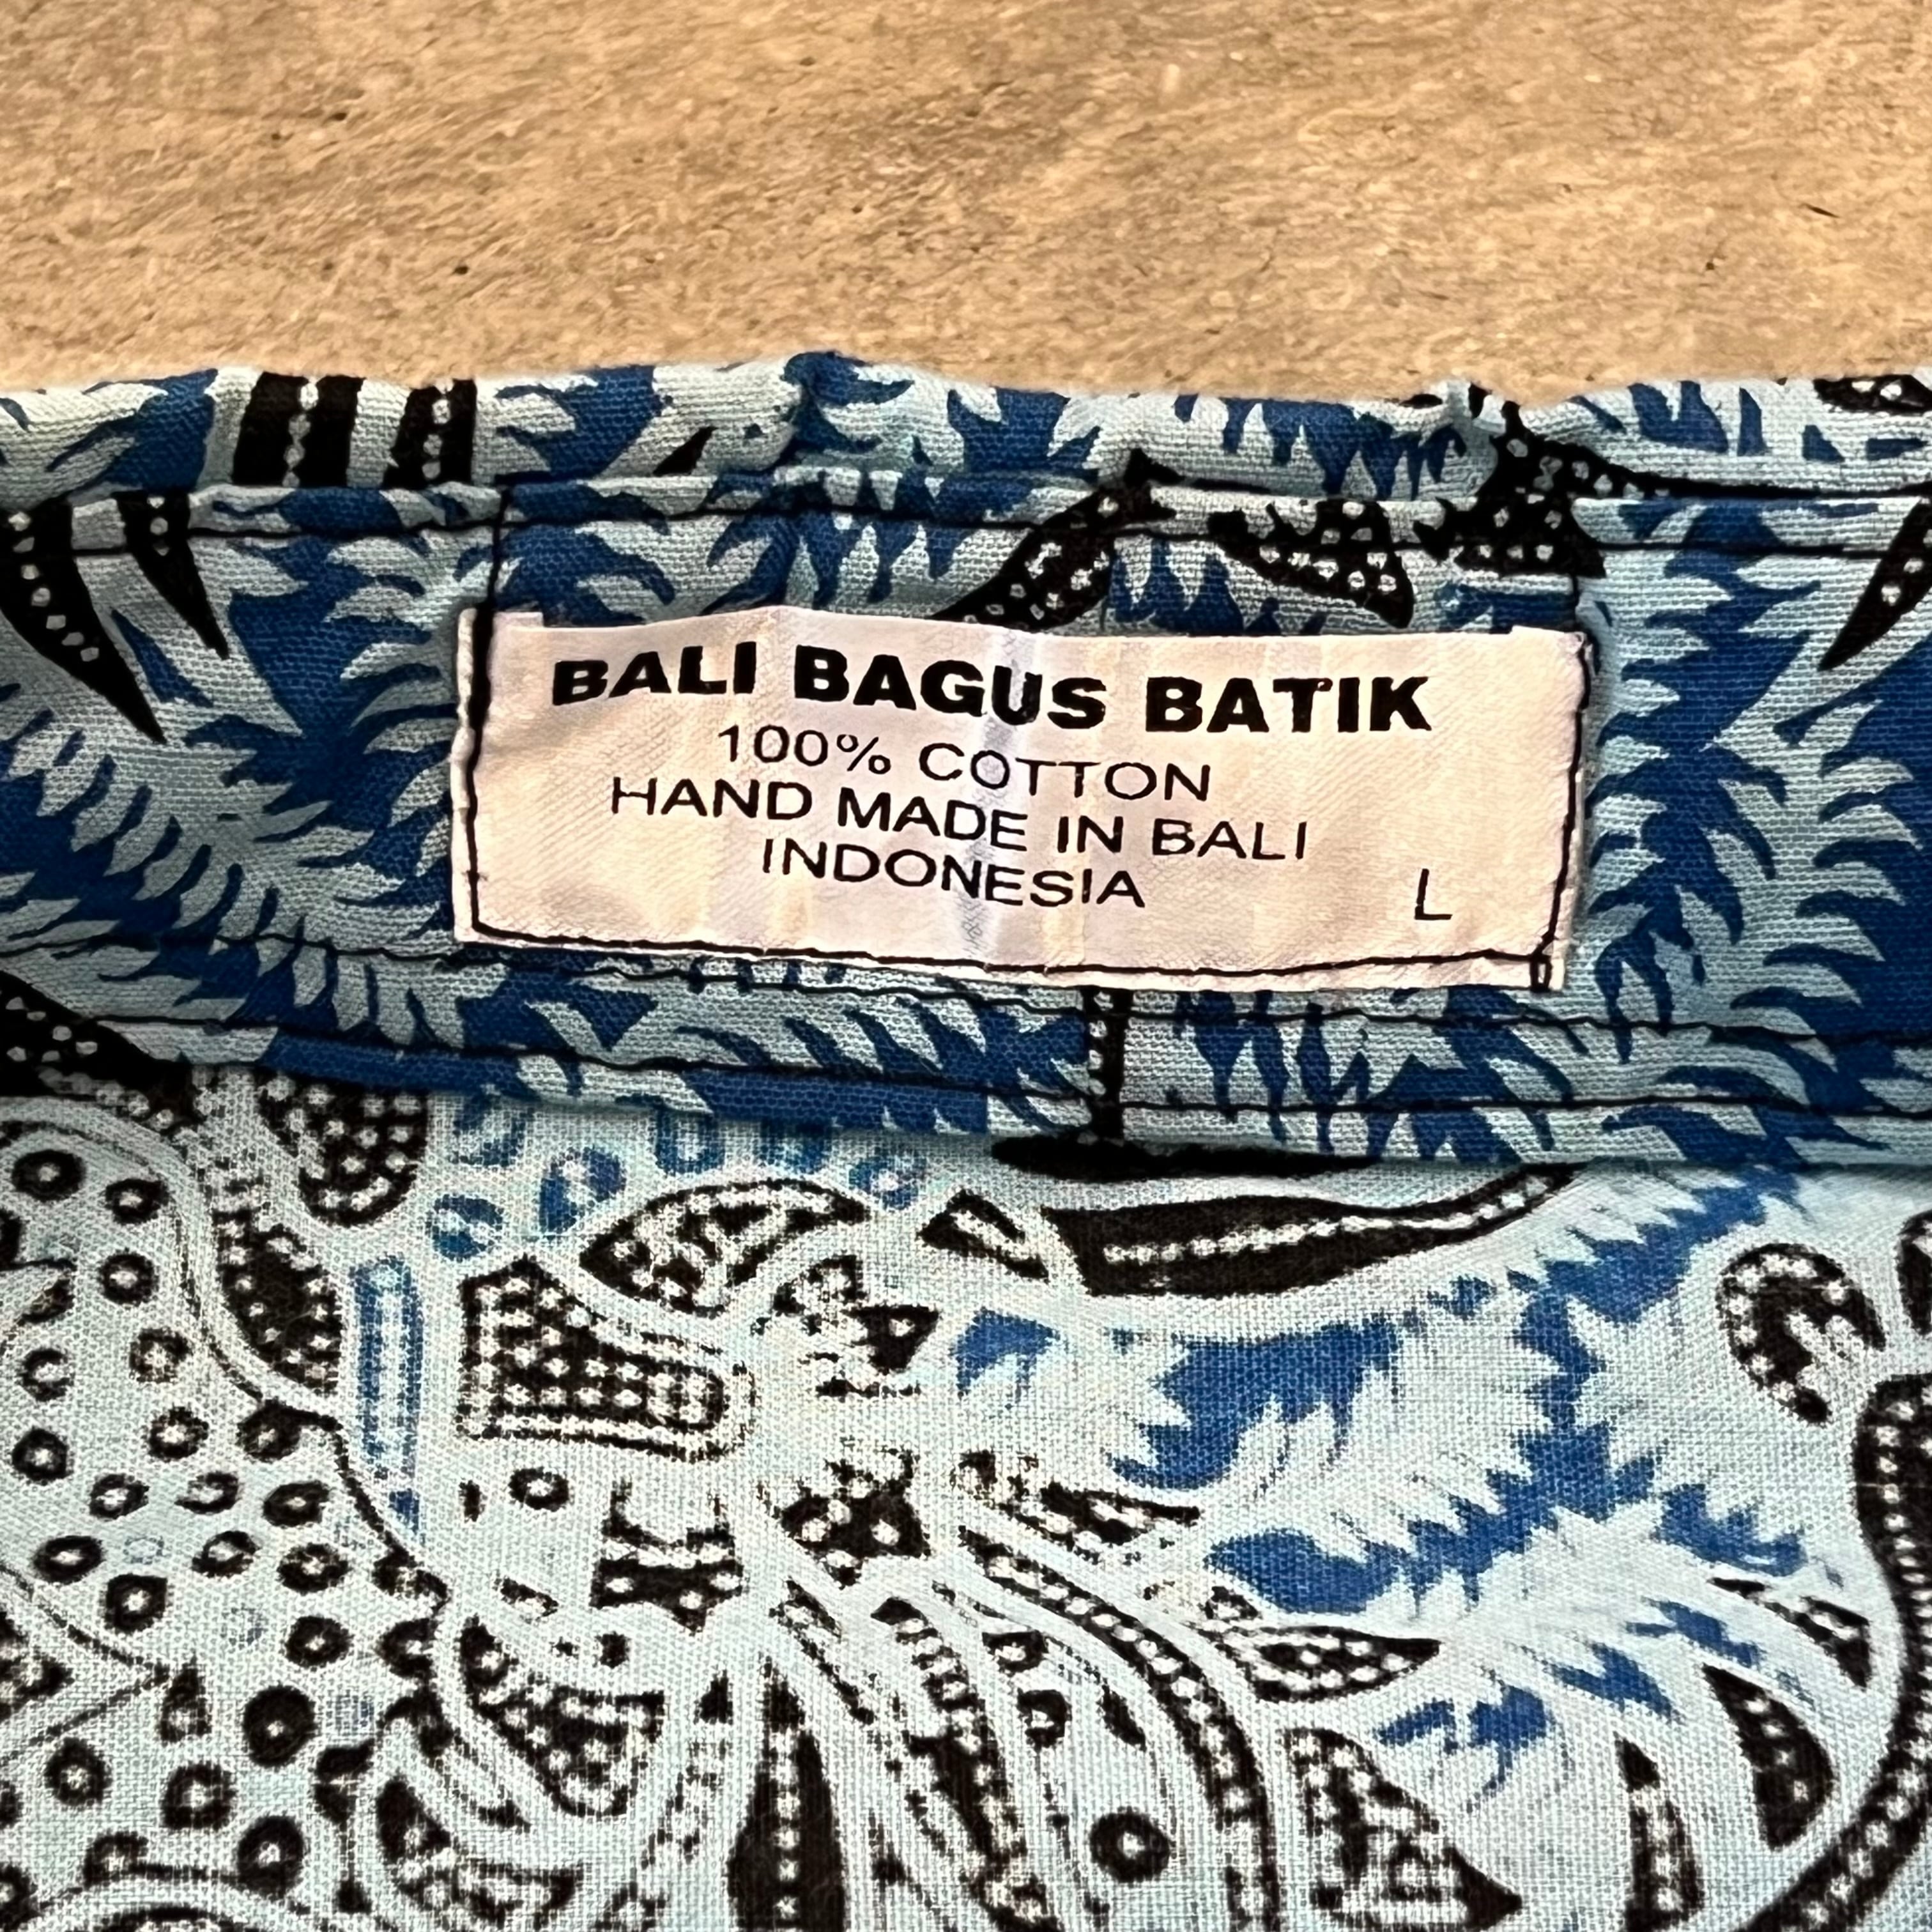 BALI BAGUS BATIK
100% COTTON
HAND MADE IN BALI
INDONESIA
L